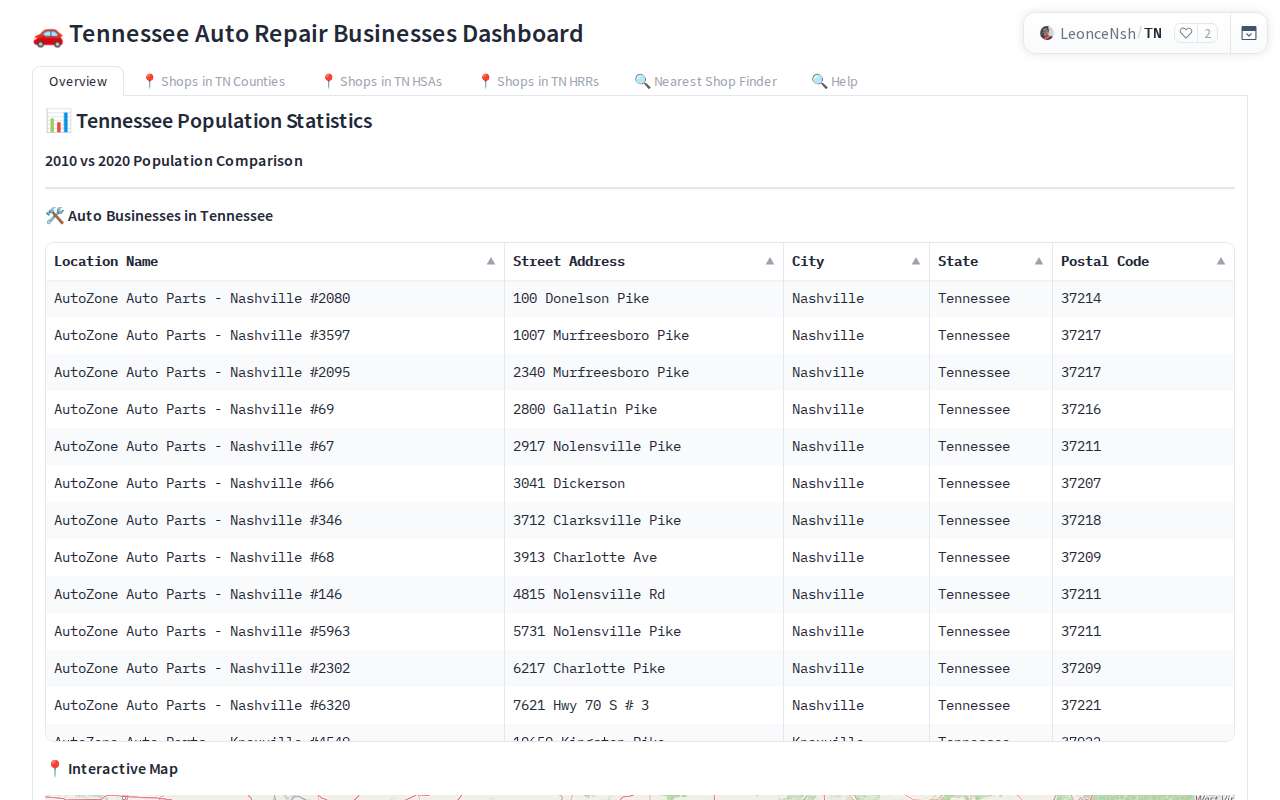 🚗 Tennessee Auto Repair Businesses Dashboard
LeonceNsh/TN 2
Overview 📍 Shops in TN Counties 📍 Shops in TN HSAs 📍 Shops in TN HRRs 🔍 Nearest Shop Finder 🔍 Help
📊 Tennessee Population Statistics
2010 vs 2020 Population Comparison
🛠️ Auto Businesses in Tennessee
Location Name ▲ Street Address ▲ City ▲ State ▲ Postal Code ▲
AutoZone Auto Parts - Nashville #2080 100 Donelson Pike Nashville Tennessee 37214
AutoZone Auto Parts - Nashville #3597 1007 Murfreesboro Pike Nashville Tennessee 37217
AutoZone Auto Parts - Nashville #2095 2340 Murfreesboro Pike Nashville Tennessee 37217
AutoZone Auto Parts - Nashville #69 2800 Gallatin Pike Nashville Tennessee 37216
AutoZone Auto Parts - Nashville #67 2917 Nolensville Pike Nashville Tennessee 37211
AutoZone Auto Parts - Nashville #66 3041 Dickerson Nashville Tennessee 37207
AutoZone Auto Parts - Nashville #346 3712 Clarksville Pike Nashville Tennessee 37218
AutoZone Auto Parts - Nashville #68 3913 Charlotte Ave Nashville Tennessee 37209
AutoZone Auto Parts - Nashville #146 4815 Nolensville Rd Nashville Tennessee 37211
AutoZone Auto Parts - Nashville #5963 5731 Nolensville Pike Nashville Tennessee 37211
AutoZone Auto Parts - Nashville #2302 6217 Charlotte Pike Nashville Tennessee 37209
AutoZone Auto Parts - Nashville #6320 7621 Hwy 70 S # 3 Nashville Tennessee 37221
AutoZone Auto Parts - Knoxville Kingston Pike Knoxville Tennessee
📍 Interactive Map